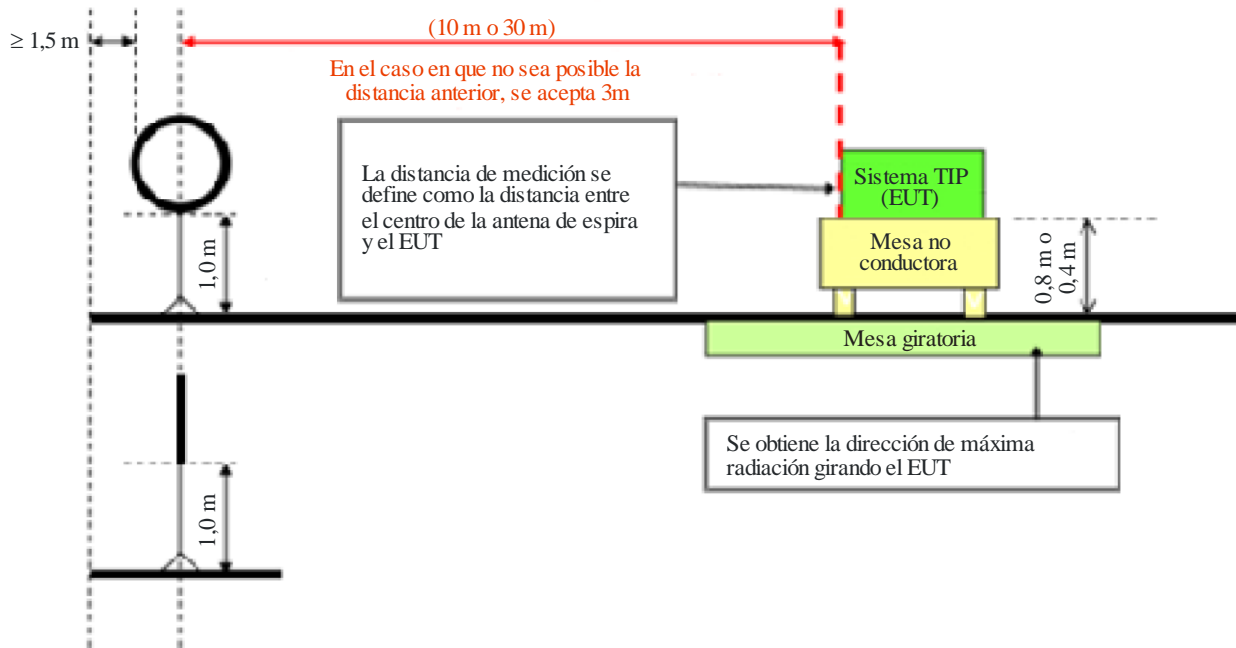 ≥ 1,5 m
(10 m o 30 m)
En el caso en que no sea posible la
distancia anterior, se acepta 3m
La distancia de medición se
define como la distancia entre
el centro de la antena de espira
y el EUT
Sistema TIP
(EUT)
Mesa no
conductora
1,0 m
0,8 m o
0,4 m
Mesa giratoria
Se obtiene la dirección de máxima
radiación girando el EUT
1,0 m